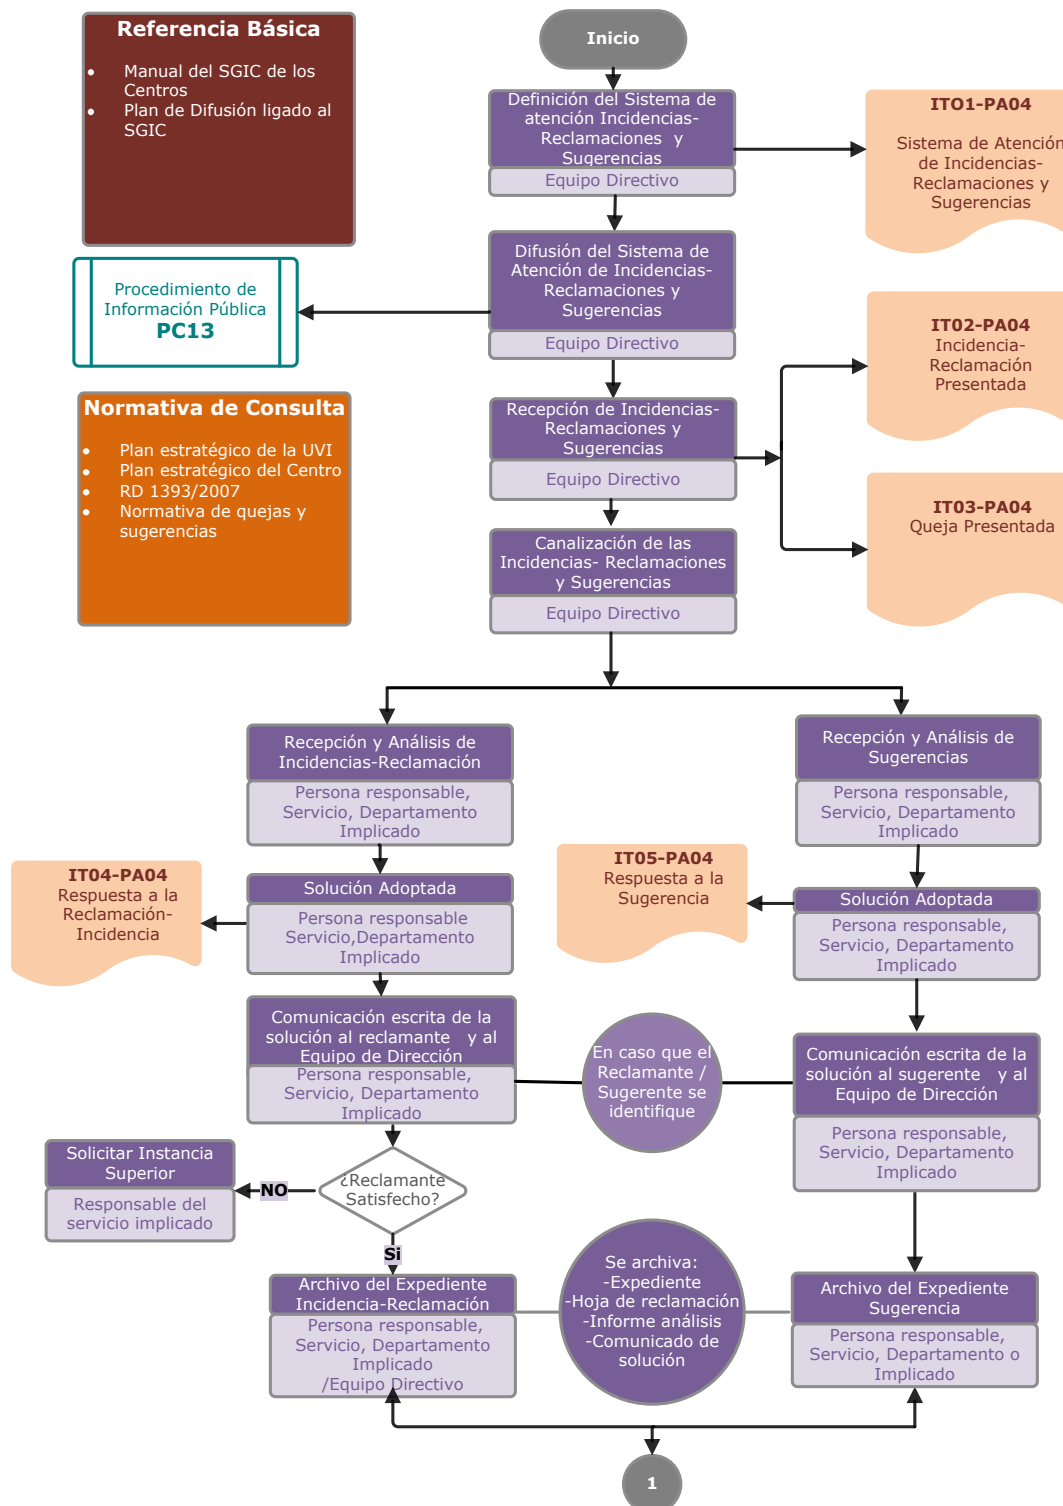 Referencia Básica
Manual del SGIC de los
Centros
Plan de Difusión ligado al
SGIC
Inicio
Definición del Sistema de
atención Incidencias-
Reclamaciones y
Sugerencias
Equipo Directivo
ITO1-PA04
Sistema de Atención
de Incidencias-
Reclamaciones y
Sugerencias
Difusión del Sistema de
Atención de Incidencias-
Reclamaciones y
Sugerencias
Equipo Directivo
Procedimiento de
Información Pública
PC13
IT02-PA04
Incidencia-
Reclamación
Presentada
Normativa de Consulta
Plan estratégico de la UVI
Plan estratégico del Centro
RD 1393/2007
Normativa de quejas y
sugerencias
Recepción de Incidencias-
Reclamaciones y
Sugerencias
Equipo Directivo
IT03-PA04
Queja Presentada
Canalización de las
Incidencias- Reclamaciones
y Sugerencias
Equipo Directivo
Recepción y Análisis de
Incidencias-Reclamación
Persona responsable,
Servicio, Departamento
Implicado
Recepción y Análisis de
Sugerencias
Persona responsable,
Servicio, Departamento
Implicado
IT04-PA04
Respuesta a la
Reclamación-
Incidencia
Solución Adoptada
Persona responsable
Servicio,Departamento
Implicado
IT05-PA04
Respuesta a la
Sugerencia
Solución Adoptada
Persona responsable,
Servicio, Departamento
Implicado
Comunicación escrita de la
solución al reclamante y al
Equipo de Dirección
Persona responsable,
Servicio, Departamento
Implicado
En caso que el
Reclamante /
Sugerente se
identifique
Comunicación escrita de la
solución al sugerente y al
Equipo de Dirección
Persona responsable,
Servicio, Departamento
Implicado
Solicitar Instancia
Superior
Responsable del
servicio implicado
NO
¿Reclamante
Satisfecho?
Si
Archivo del Expediente
Incidencia-Reclamación
Persona responsable,
Servicio, Departamento
Implicado
/Equipo Directivo
Se archiva:
-Expediente
-Hoja de reclamación
-Informe análisis
-Comunicado de
solución
Archivo del Expediente
Sugerencia
Persona responsable,
Servicio, Departamento o
Implicado
1